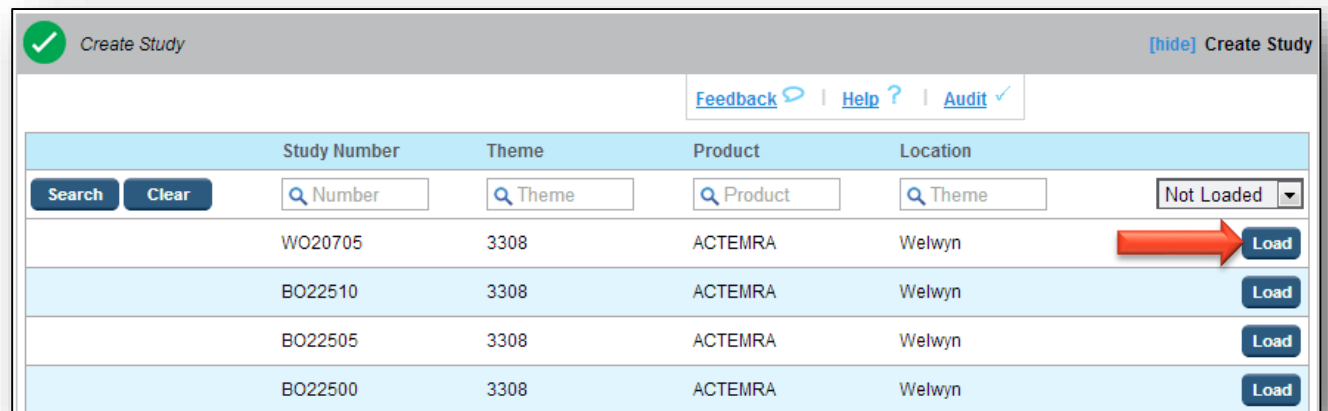 Create Study [hide] Create Study
Feedback | Help ? | Audit
Study Number Theme Product Location
Search Clear Number Theme Product Theme Not Loaded
WO20705 3308 ACTEMRA Welwyn Load
BO22510 3308 ACTEMRA Welwyn Load
BO22505 3308 ACTEMRA Welwyn Load
BO22500 3308 ACTEMRA Welwyn Load